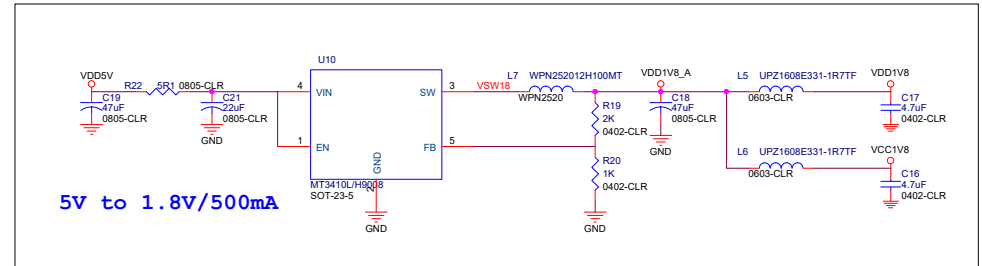 U10
VDD5V
R22 5R1 0805-CLR
C19
47uF
0805-CLR
C21
22uF
0805-CLR
GND
4 VIN
1 EN
SW 3
FB 5
GND
2
MT3410L/H9008
SOT-23-5
GND
VSW18
L7 WPN252012H100MT
WPN2520
R19
2K
0402-CLR
R20
1K
0402-CLR
GND
VDD1V8_A
C18
47uF
0805-CLR
GND
L5 UPZ1608E331-1R7TF
0603-CLR
VDD1V8
C17
4.7uF
0402-CLR
L6 UPZ1608E331-1R7TF
0603-CLR
VCC1V8
C16
4.7uF
0402-CLR
5V to 1.8V/500mA